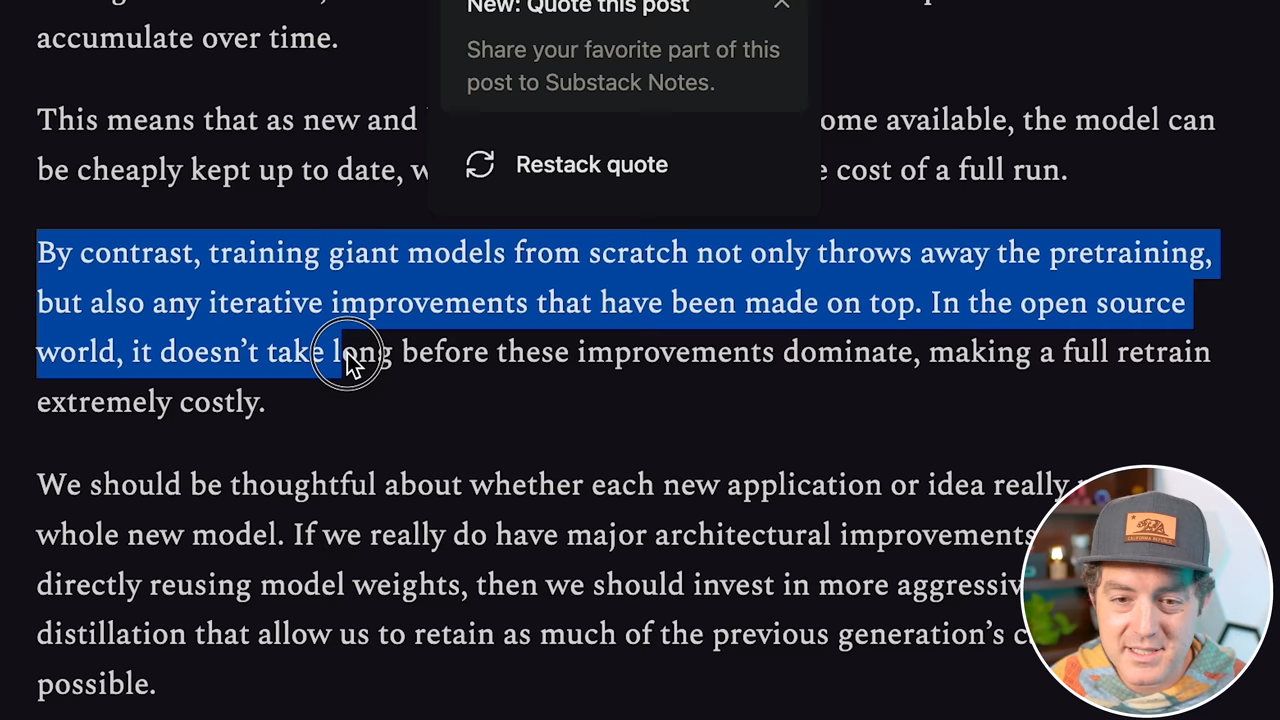 New: Quote this post
accumulate over time.
Share your favorite part of this
post to Substack Notes.
This means that as new and
ome available, the model can
Restack quote
be cheaply kept up to date, w
e cost of a full run.
By contrast, training giant models from scratch not only throws away the pretraining,
but also any iterative improvements that have been made on top. In the open source
world, it doesn’t take long before these improvements dominate, making a full retrain
extremely costly.
We should be thoughtful about whether each new application or idea really
whole new model. If we really do have major architectural improvements
directly reusing model weights, then we should invest in more aggressiv
distillation that allow us to retain as much of the previous generation’s c
possible.
CALIFORNIA REPUBLIC